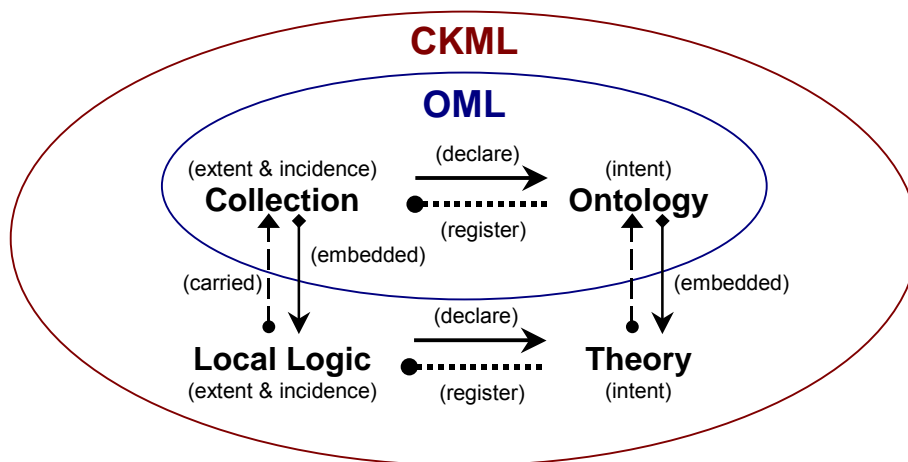 CKML
OML
(extent & incidence)
Collection
(declare)
(register)
(intent)
Ontology
(carried)
(embedded)
(embedded)
Local Logic
(extent & incidence)
(declare)
(register)
Theory
(intent)